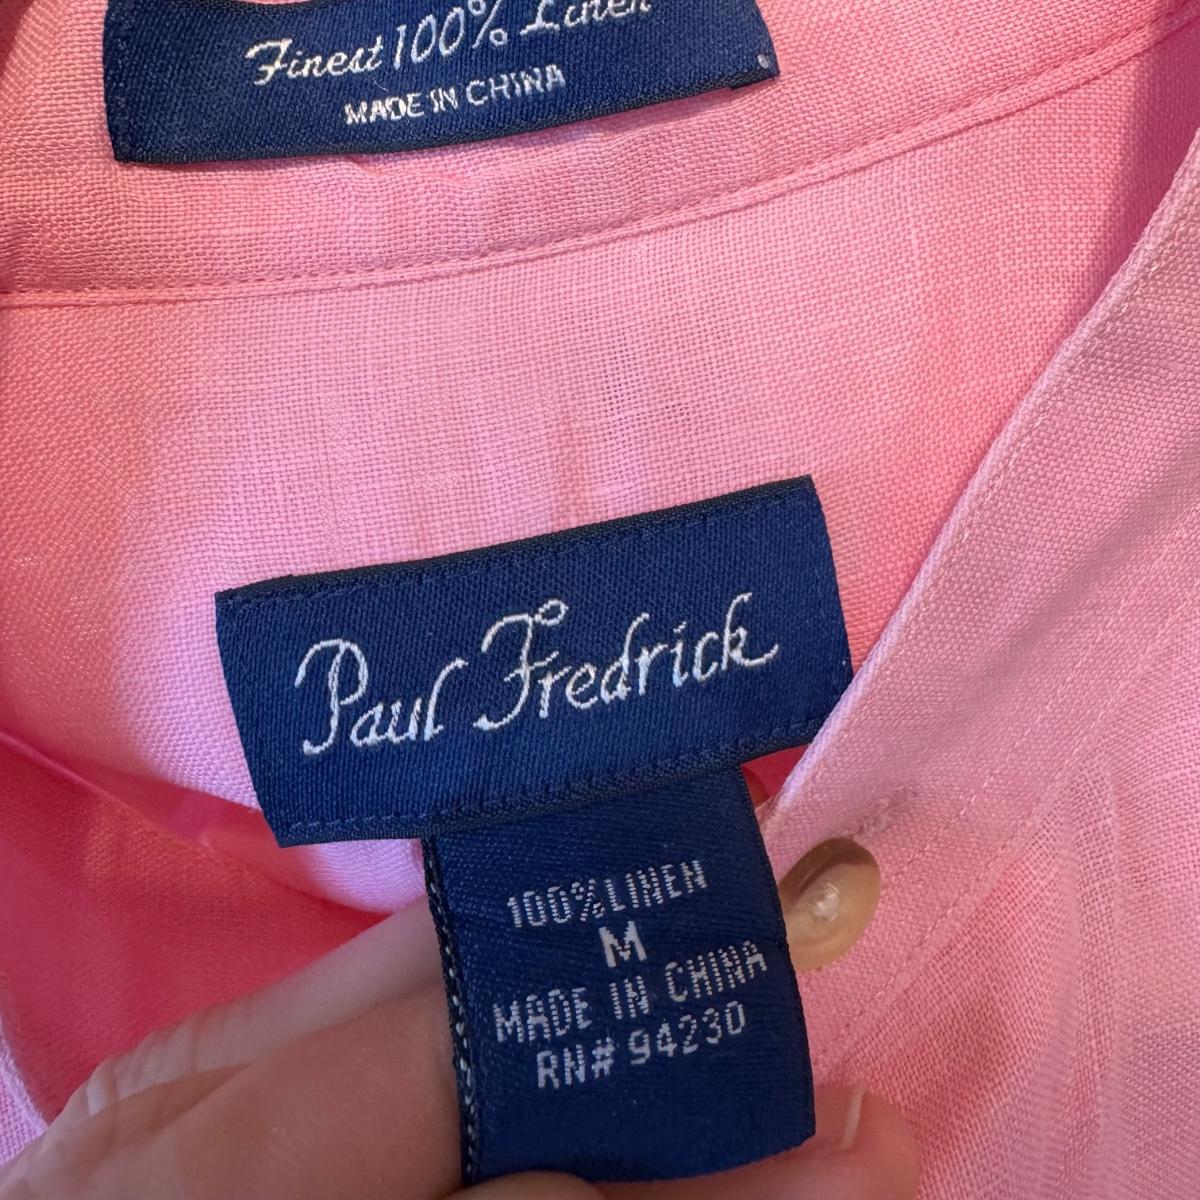 Finest 100% Linen
MADE IN CHINA
Paul Fredrick
100%LINEN
M
MADE IN CHINA
RN# 94230